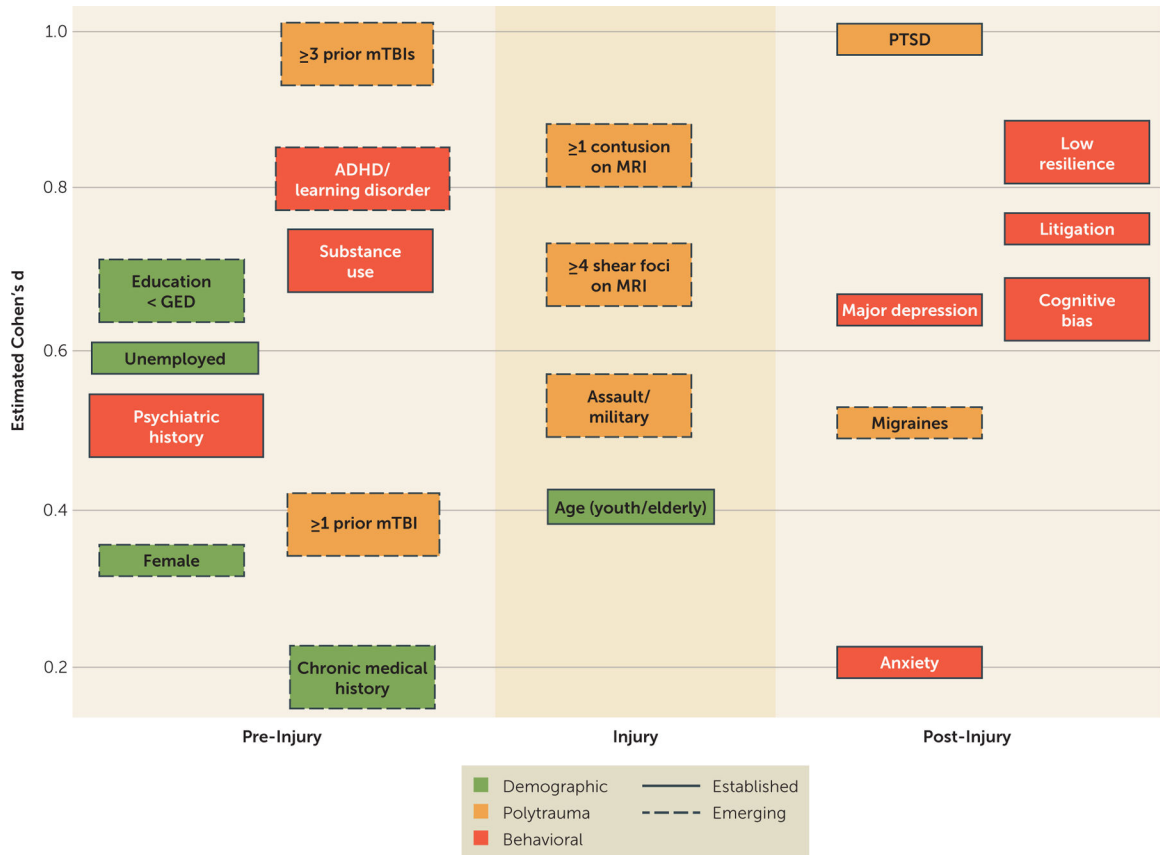 Estimated Cohen's d
1.0
0.8
0.6
0.4
0.2
≥3 prior mTBIs
ADHD/
learning disorder
Substance
use
Education
< GED
Unemployed
Psychiatric
history
≥1 prior mTBI
Female
Chronic medical
history
≥1 contusion
on MRI
≥4 shear foci
on MRI
Assault/
military
Age (youth/elderly)
PTSD
Low
resilience
Litigation
Major depression
Cognitive
bias
Migraines
Anxiety
Pre-Injury
Injury
Post-Injury
Demographic
Polytrauma
Behavioral
Established
Emerging